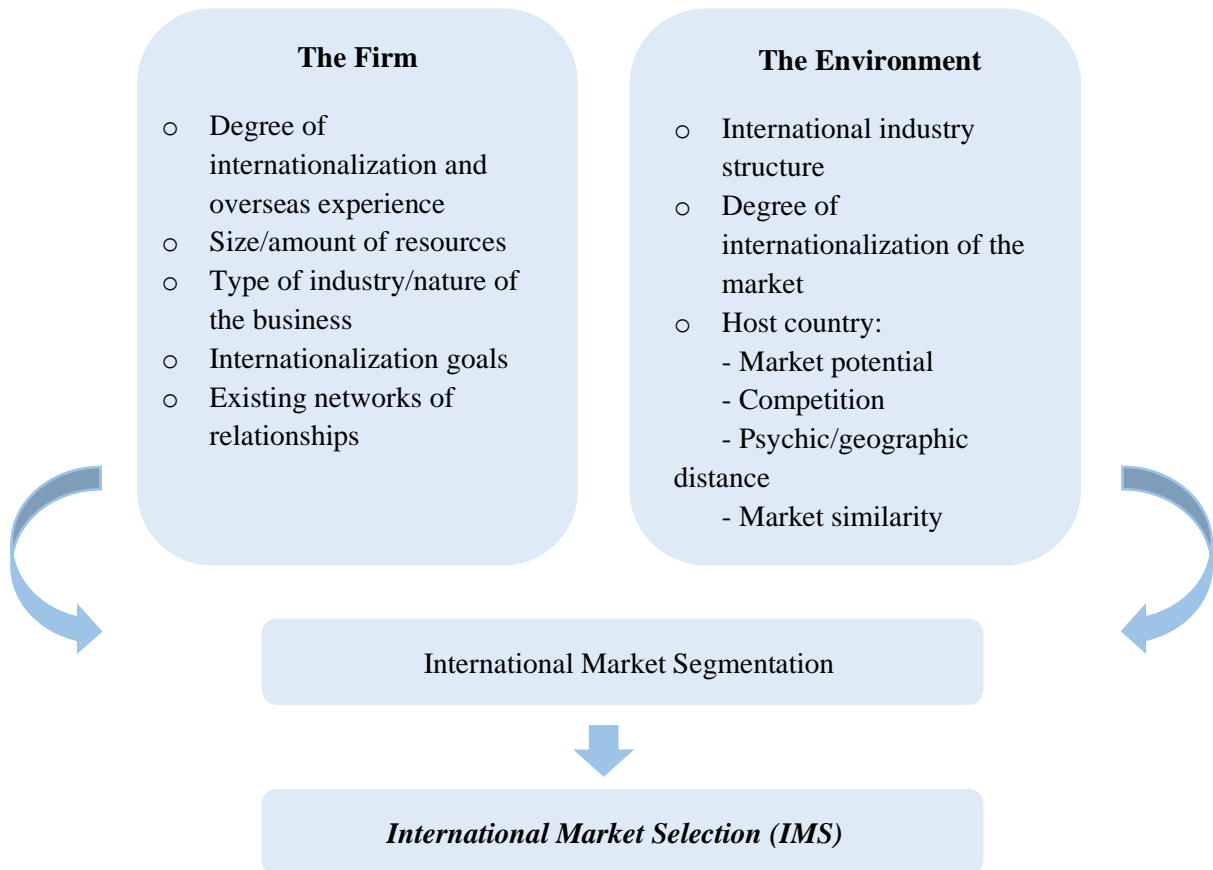 The Firm
o Degree of
internationalization and
overseas experience
o Size/amount of resources
o Type of industry/nature of
the business
o Internationalization goals
o Existing networks of
relationships
The Environment
o International industry
structure
o Degree of
internationalization of the
market
o Host country:
- Market potential
- Competition
- Psychic/geographic
distance
- Market similarity
International Market Segmentation
International Market Selection (IMS)